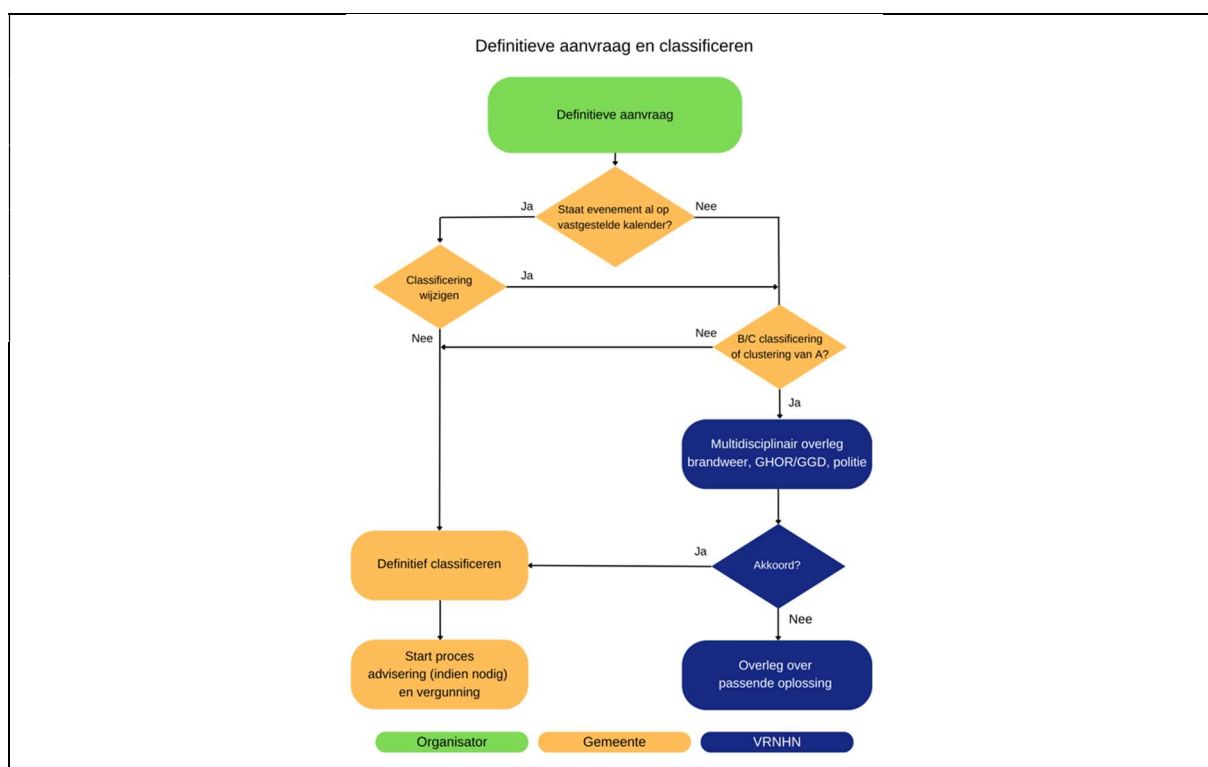 Definitieve aanvraag en classificeren
Definitieve aanvraag
Staat evenement al op
vastgestelde kalender?
Ja
Nee
Classificering
wijzigen
Ja
Nee
B/C classificering
of clustering van A?
Nee
Ja
Multidisciplinair overleg
brandweer, GHOR/GGD, politie
Akkoord?
Ja
Nee
Definitief classificeren
Start proces
advisering (indien nodig)
en vergunning
Overleg over
passende oplossing
Organisator
Gemeente
VRNHN